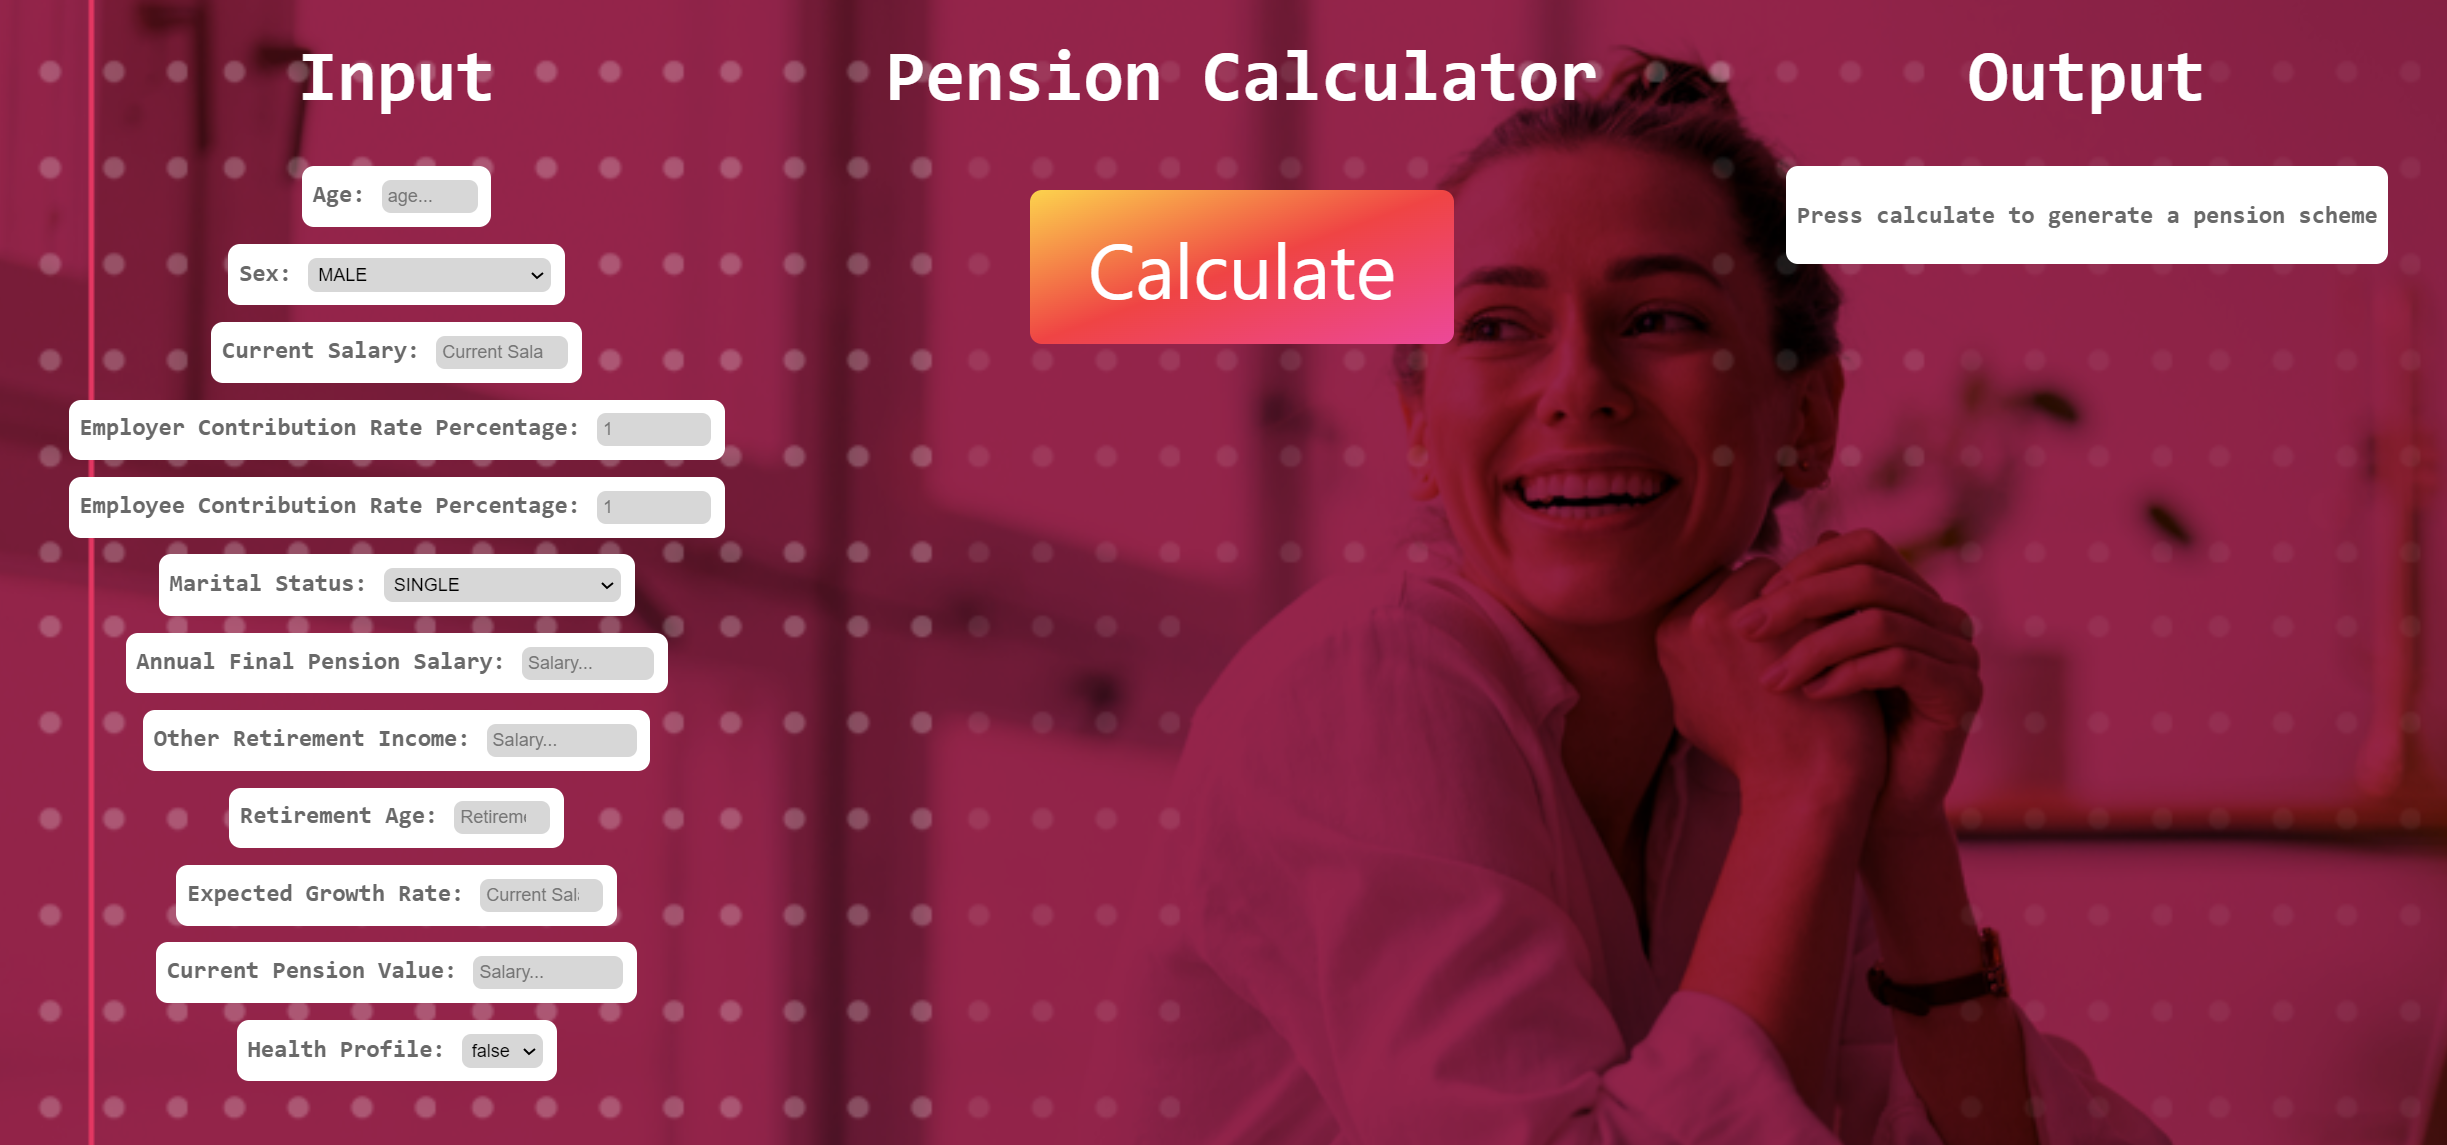 Input
Pension Calculator
Output
Age: age...
Sex: MALE
Current Salary: Current Sala
Employer Contribution Rate Percentage: 1
Employee Contribution Rate Percentage: 1
Marital Status: SINGLE
Annual Final Pension Salary: Salary...
Other Retirement Income: Salary...
Retirement Age: Retirem
Expected Growth Rate: Current Sal
Current Pension Value: Salary...
Health Profile: false
Calculate
Press calculate to generate a pension scheme